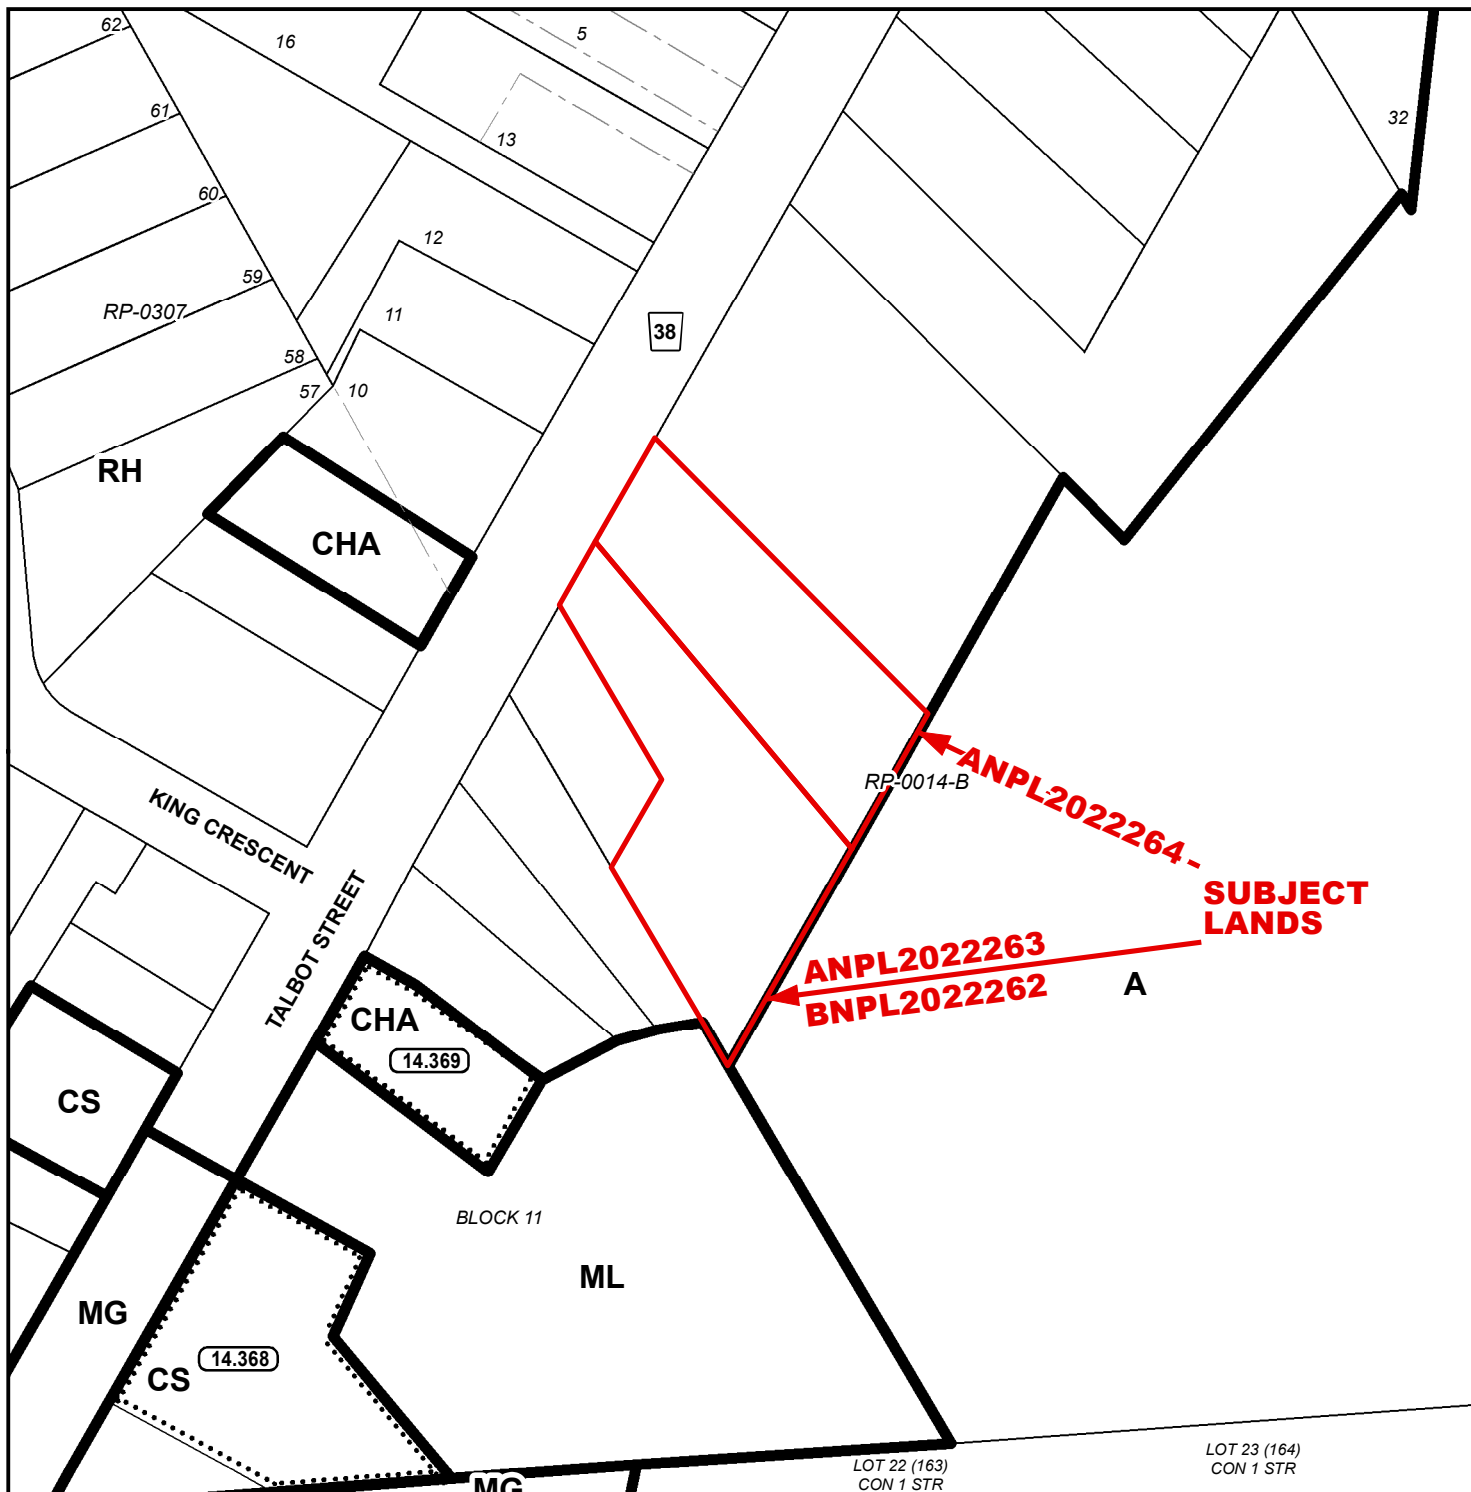 62
16
5
61
13
32
60
12
59
RP-0307
11
38
58
57
10
RH
CHA
RP-0014-B
ANPL2022264
KING CRESCENT
SUBJECT
LANDS
TALBOT STREET
ANPL2022263
BNPL2022262
A
CHA
14.369
CS
BLOCK 11
ML
MG
14.368
CS
LOT 22 (163)
CON 1 STR
LOT 23 (164)
CON 1 STR
MG